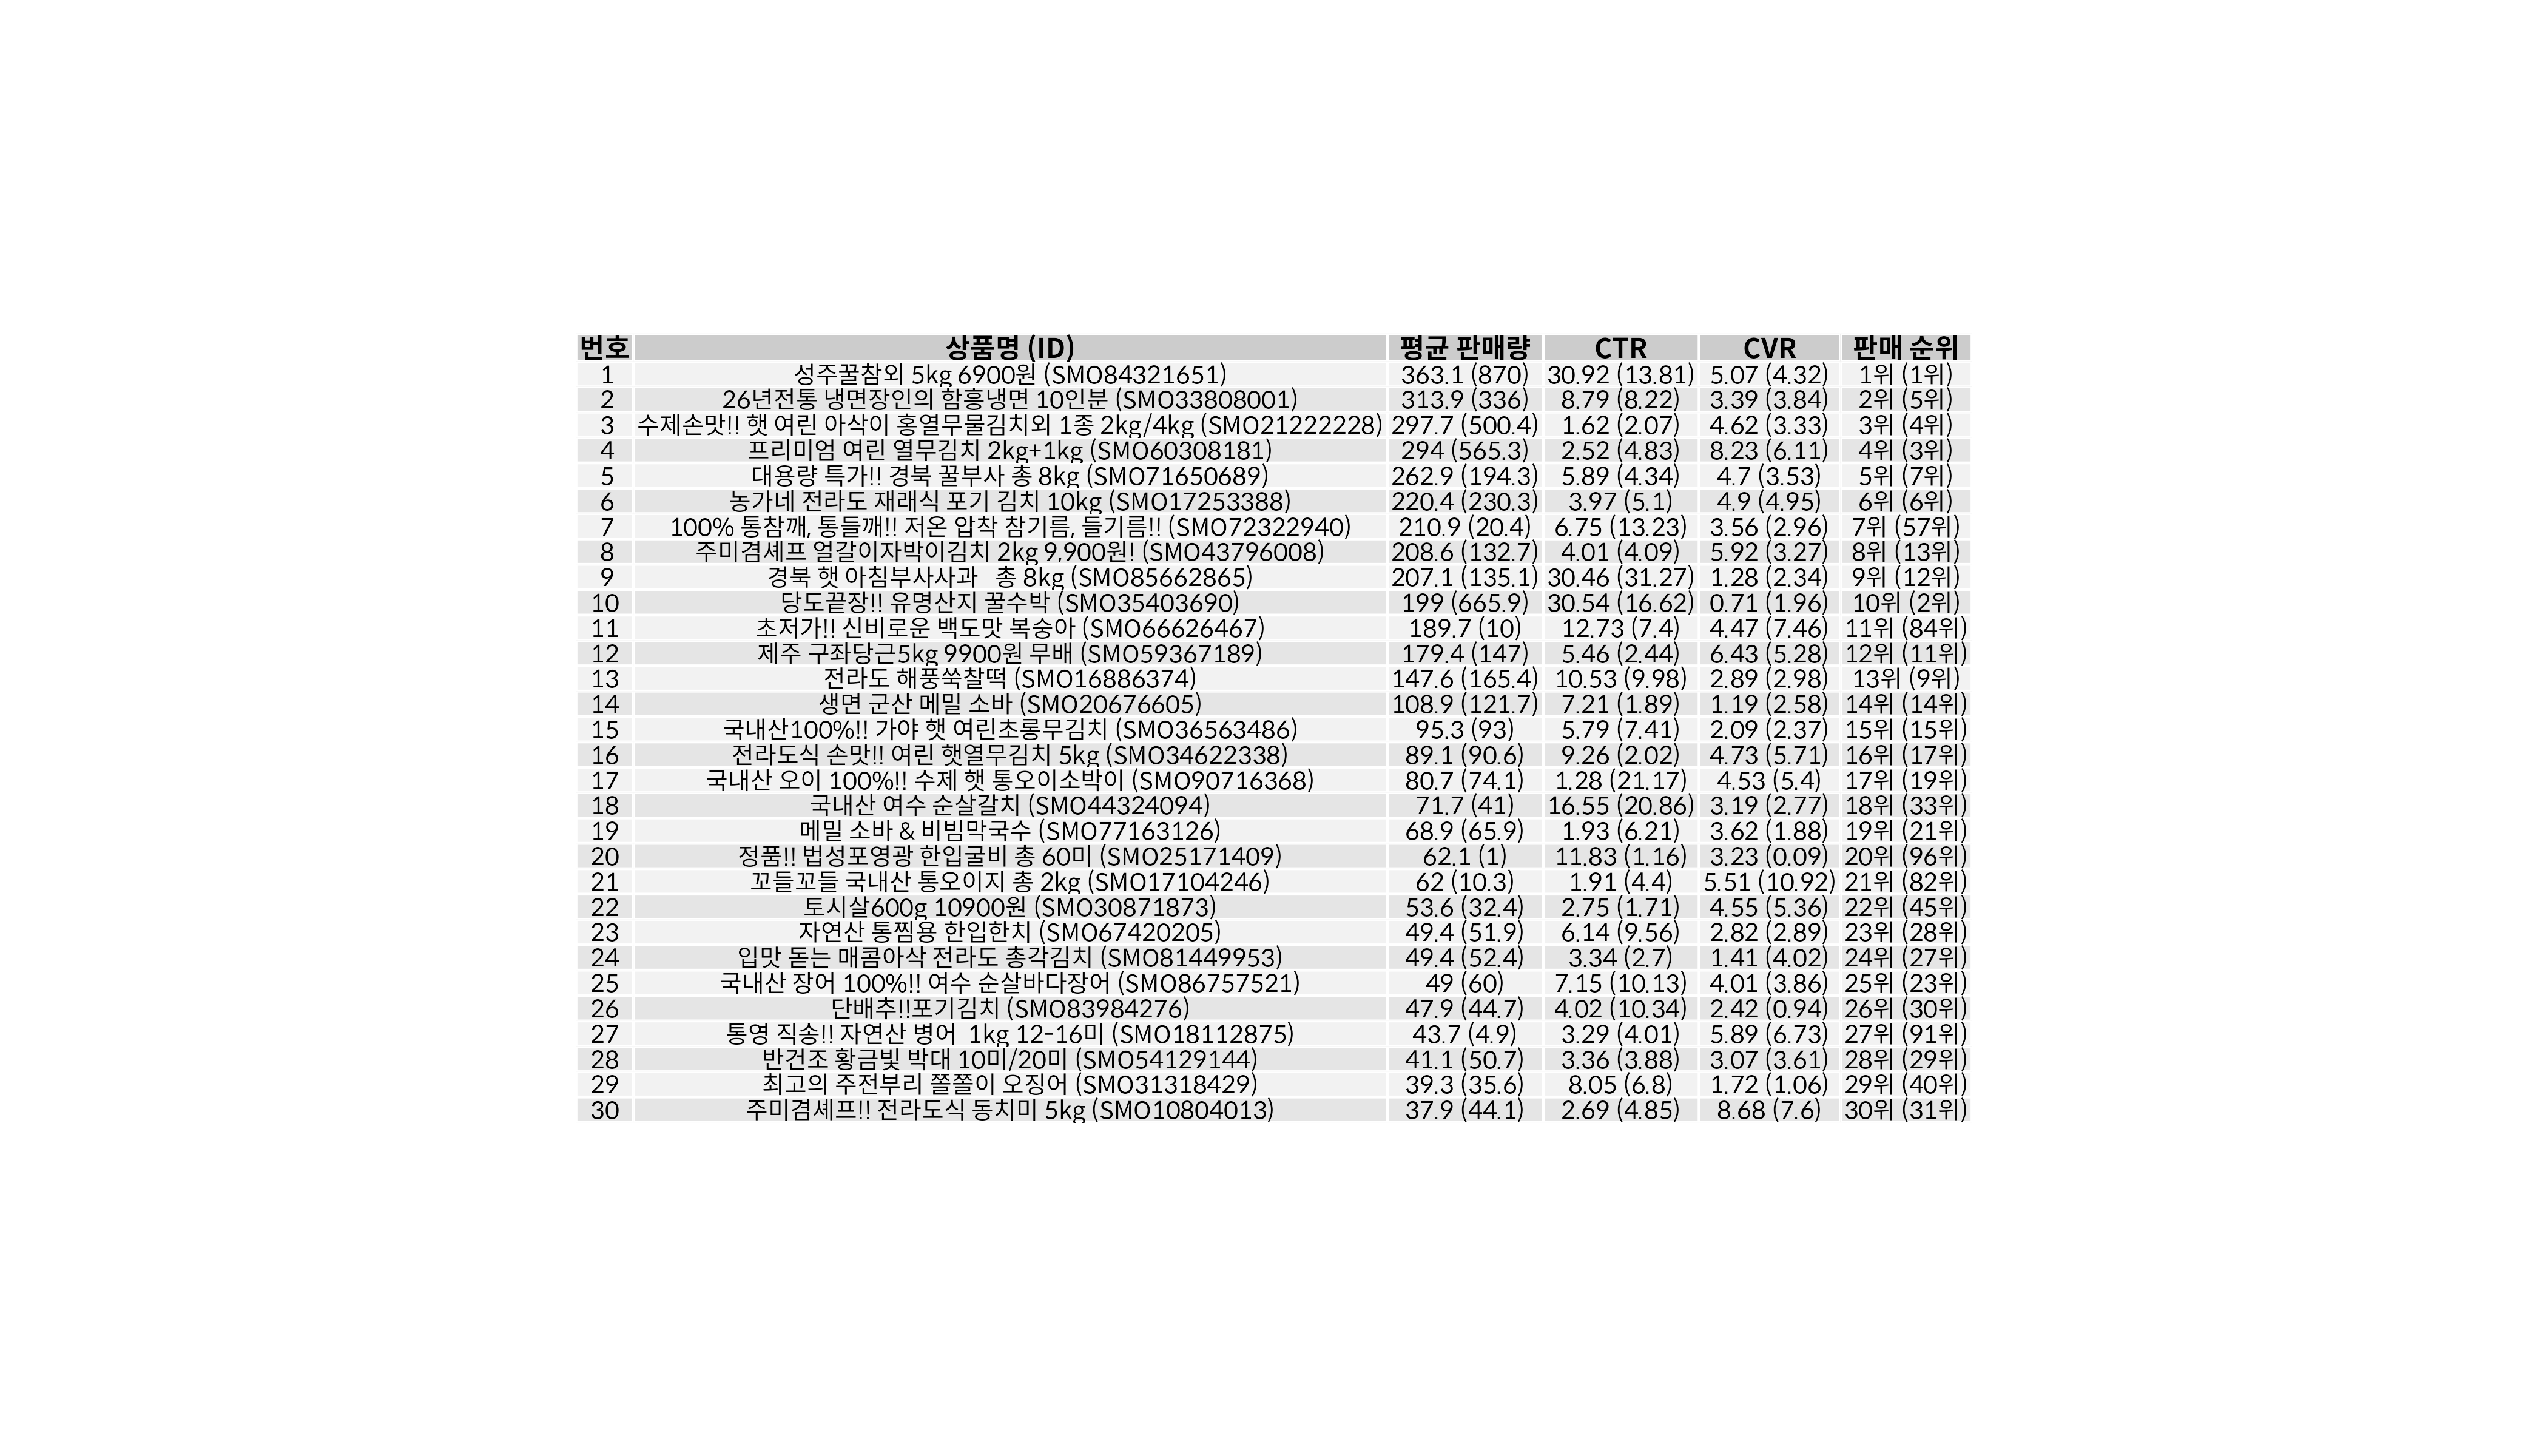 번호 상품명 (ID) 평균 판매량 CTR CVR 판매 순위
1 성주꿀참외 5kg 6900원 (SMO84321651) 363.1 (870) 30.92 (13.81) 5.07 (4.32) 1위 (1위)
2 26년전통 냉면장인의 함흥냉면 10인분 (SMO33808001) 313.9 (336) 8.79 (8.22) 3.39 (3.84) 2위 (5위)
3 수제손맛!! 햇 여린 아삭이 홍열무물김치외 1종 2kg/4kg (SMO21222228) 297.7 (500.4) 1.62 (2.07) 4.62 (3.33) 3위 (4위)
4 프리미엄 여린 열무김치 2kg+1kg (SMO60308181) 294 (565.3) 2.52 (4.83) 8.23 (6.11) 4위 (3위)
5 대용량 특가!! 경북 꿀부사 총 8kg (SMO71650689) 262.9 (194.3) 5.89 (4.34) 4.7 (3.53) 5위 (7위)
6 농가네 전라도 재래식 포기 김치 10kg (SMO17253388) 220.4 (230.3) 3.97 (5.1) 4.9 (4.95) 6위 (6위)
7 100% 통참깨, 통들깨!! 저온 압착 참기름, 들기름!! (SMO72322940) 210.9 (20.4) 6.75 (13.23) 3.56 (2.96) 7위 (57위)
8 주미겸셰프 얼갈이자박이김치 2kg 9,900원! (SMO43796008) 208.6 (132.7) 4.01 (4.09) 5.92 (3.27) 8위 (13위)
9 경북 햇 아침부사사과 총 8kg (SMO85662865) 207.1 (135.1) 30.46 (31.27) 1.28 (2.34) 9위 (12위)
10 당도끝장!! 유명산지 꿀수박 (SMO35403690) 199 (665.9) 30.54 (16.62) 0.71 (1.96) 10위 (2위)
11 초저가!! 신비로운 백도맛 복숭아 (SMO66626467) 189.7 (10) 12.73 (7.4) 4.47 (7.46) 11위 (84위)
12 제주 구좌당근5kg 9900원 무배 (SMO59367189) 179.4 (147) 5.46 (2.44) 6.43 (5.28) 12위 (11위)
13 전라도 해풍쑥찰떡 (SMO16886374) 147.6 (165.4) 10.53 (9.98) 2.89 (2.98) 13위 (9위)
14 생면 군산 메밀 소바 (SMO20676605) 108.9 (121.7) 7.21 (1.89) 1.19 (2.58) 14위 (14위)
15 국내산100%!! 가야 햇 여린초롱무김치 (SMO36563486) 95.3 (93) 5.79 (7.41) 2.09 (2.37) 15위 (15위)
16 전라도식 손맛!! 여린 햇열무김치 5kg (SMO34622338) 89.1 (90.6) 9.26 (2.02) 4.73 (5.71) 16위 (17위)
17 국내산 오이 100%!! 수제 햇 통오이소박이 (SMO90716368) 80.7 (74.1) 1.28 (21.17) 4.53 (5.4) 17위 (19위)
18 국내산 여수 순살갈치 (SMO44324094) 71.7 (41) 16.55 (20.86) 3.19 (2.77) 18위 (33위)
19 메밀 소바 & 비빔막국수 (SMO77163126) 68.9 (65.9) 1.93 (6.21) 3.62 (1.88) 19위 (21위)
20 정품!! 법성포영광 한입굴비 총 60미 (SMO25171409) 62.1 (1) 11.83 (1.16) 3.23 (0.09) 20위 (96위)
21 꼬들꼬들 국내산 통오이지 총 2kg (SMO17104246) 62 (10.3) 1.91 (4.4) 5.51 (10.92) 21위 (82위)
22 토시살600g 10900원 (SMO30871873) 53.6 (32.4) 2.75 (1.71) 4.55 (5.36) 22위 (45위)
23 자연산 통찜용 한입한치 (SMO67420205) 49.4 (51.9) 6.14 (9.56) 2.82 (2.89) 23위 (28위)
24 입맛 돋는 매콤아삭 전라도 총각김치 (SMO81449953) 49.4 (52.4) 3.34 (2.7) 1.41 (4.02) 24위 (27위)
25 국내산 장어 100%!! 여수 순살바다장어 (SMO86757521) 49 (60) 7.15 (10.13) 4.01 (3.86) 25위 (23위)
26 단배추!!포기김치 (SMO83984276) 47.9 (44.7) 4.02 (10.34) 2.42 (0.94) 26위 (30위)
27 통영 직송!! 자연산 병어 1kg 12-16미 (SMO18112875) 43.7 (4.9) 3.29 (4.01) 5.89 (6.73) 27위 (91위)
28 반건조 황금빛 박대 10미/20미 (SMO54129144) 41.1 (50.7) 3.36 (3.88) 3.07 (3.61) 28위 (29위)
29 최고의 주전부리 쫄쫄이 오징어 (SMO31318429) 39.3 (35.6) 8.05 (6.8) 1.72 (1.06) 29위 (40위)
30 주미겸셰프!! 전라도식 동치미 5kg (SMO10804013) 37.9 (44.1) 2.69 (4.85) 8.68 (7.6) 30위 (31위)